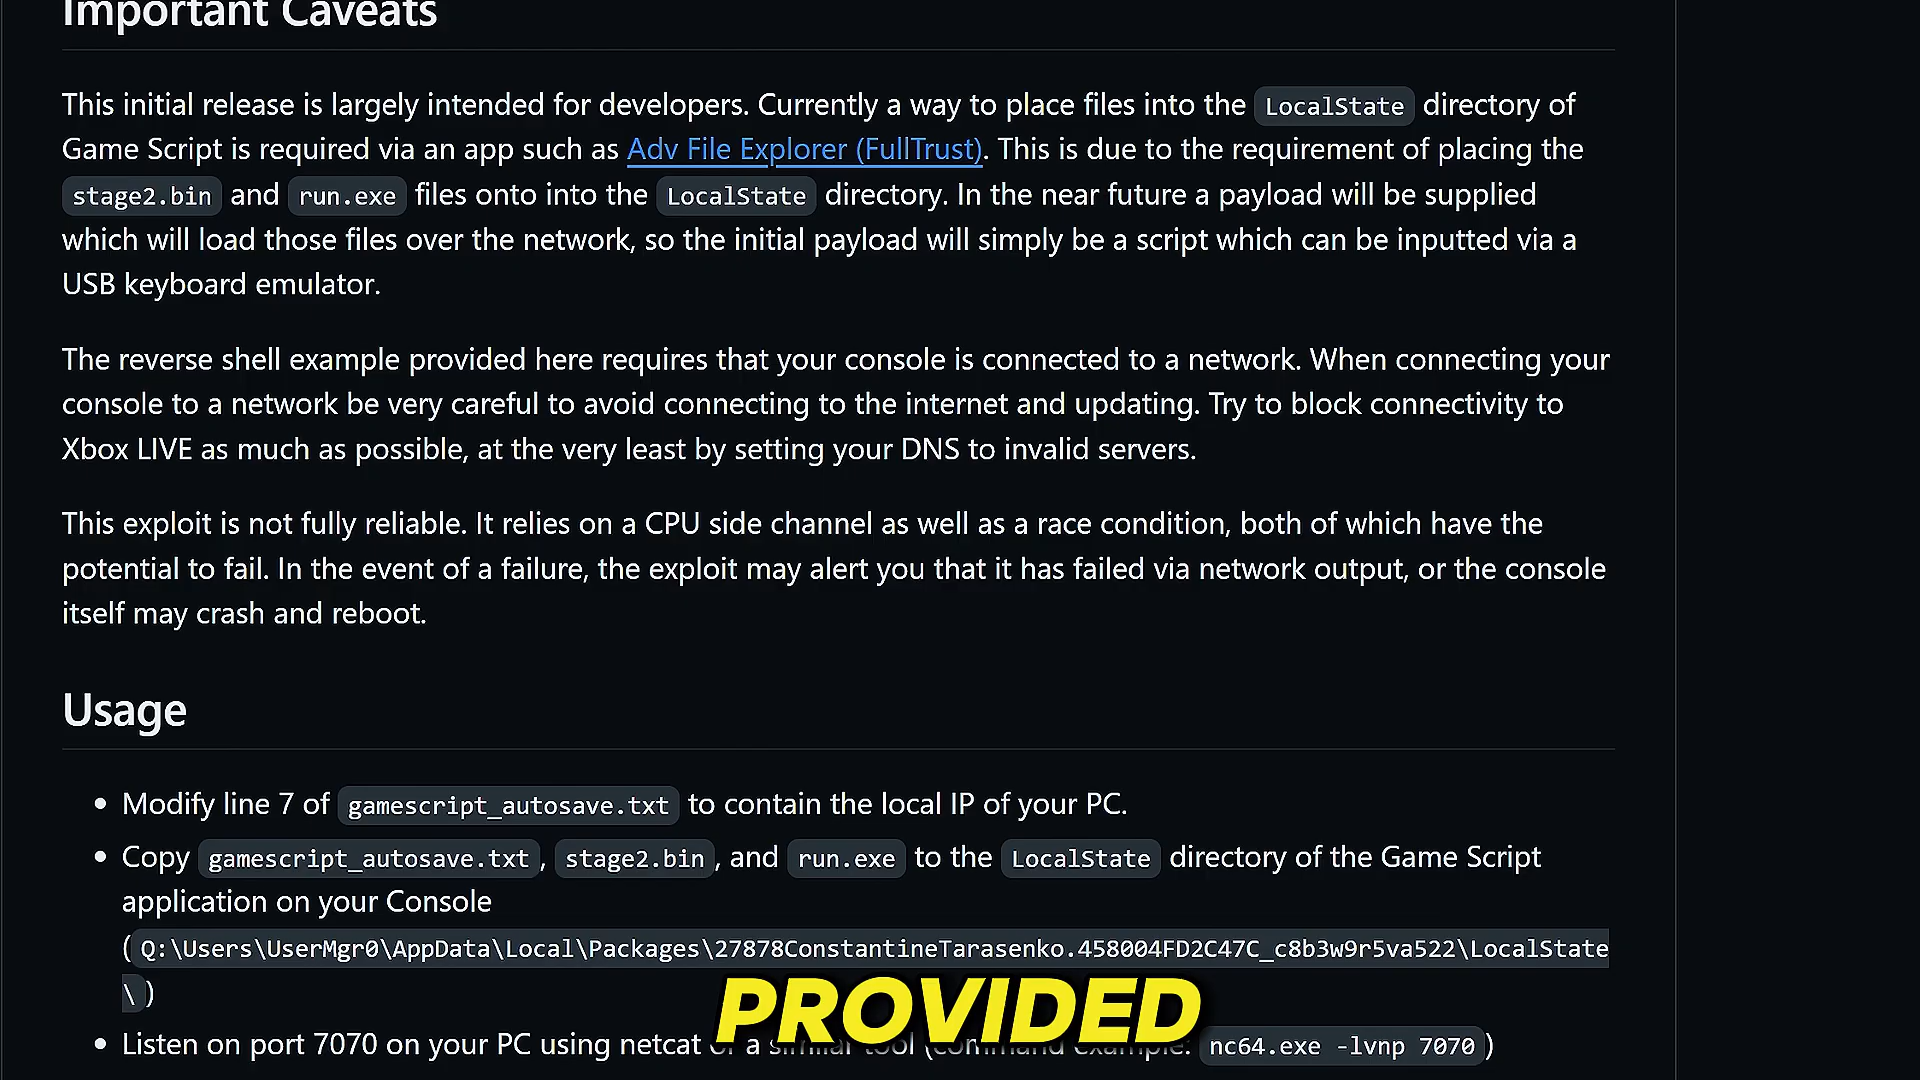 Important Caveats
This initial release is largely intended for developers. Currently a way to place files into the LocalState directory of
Game Script is required via an app such as Adv File Explorer (FullTrust). This is due to the requirement of placing the
stage2.bin and run.exe files onto into the LocalState directory. In the near future a payload will be supplied
which will load those files over the network, so the initial payload will simply be a script which can be inputted via a
USB keyboard emulator.
The reverse shell example provided here requires that your console is connected to a network. When connecting your
console to a network be very careful to avoid connecting to the internet and updating. Try to block connectivity to
Xbox LIVE as much as possible, at the very least by setting your DNS to invalid servers.
This exploit is not fully reliable. It relies on a CPU side channel as well as a race condition, both of which have the
potential to fail. In the event of a failure, the exploit may alert you that it has failed via network output, or the console
itself may crash and reboot.
Usage
• Modify line 7 of gamescript_autosave.txt to contain the local IP of your PC.
• Copy gamescript_autosave.txt, stage2.bin, and run.exe to the LocalState directory of the Game Script
application on your Console
(Q:\Users\UserMgr0\AppData\Local\Packages\27878ConstantineTarasenko.458004FD2C47C_c8b3w9r5va522\LocalState
\)
PROVIDED
• Listen on port 7070 on your PC using netcat or a similar tool (command example: nc64.exe -lvnp 7070)